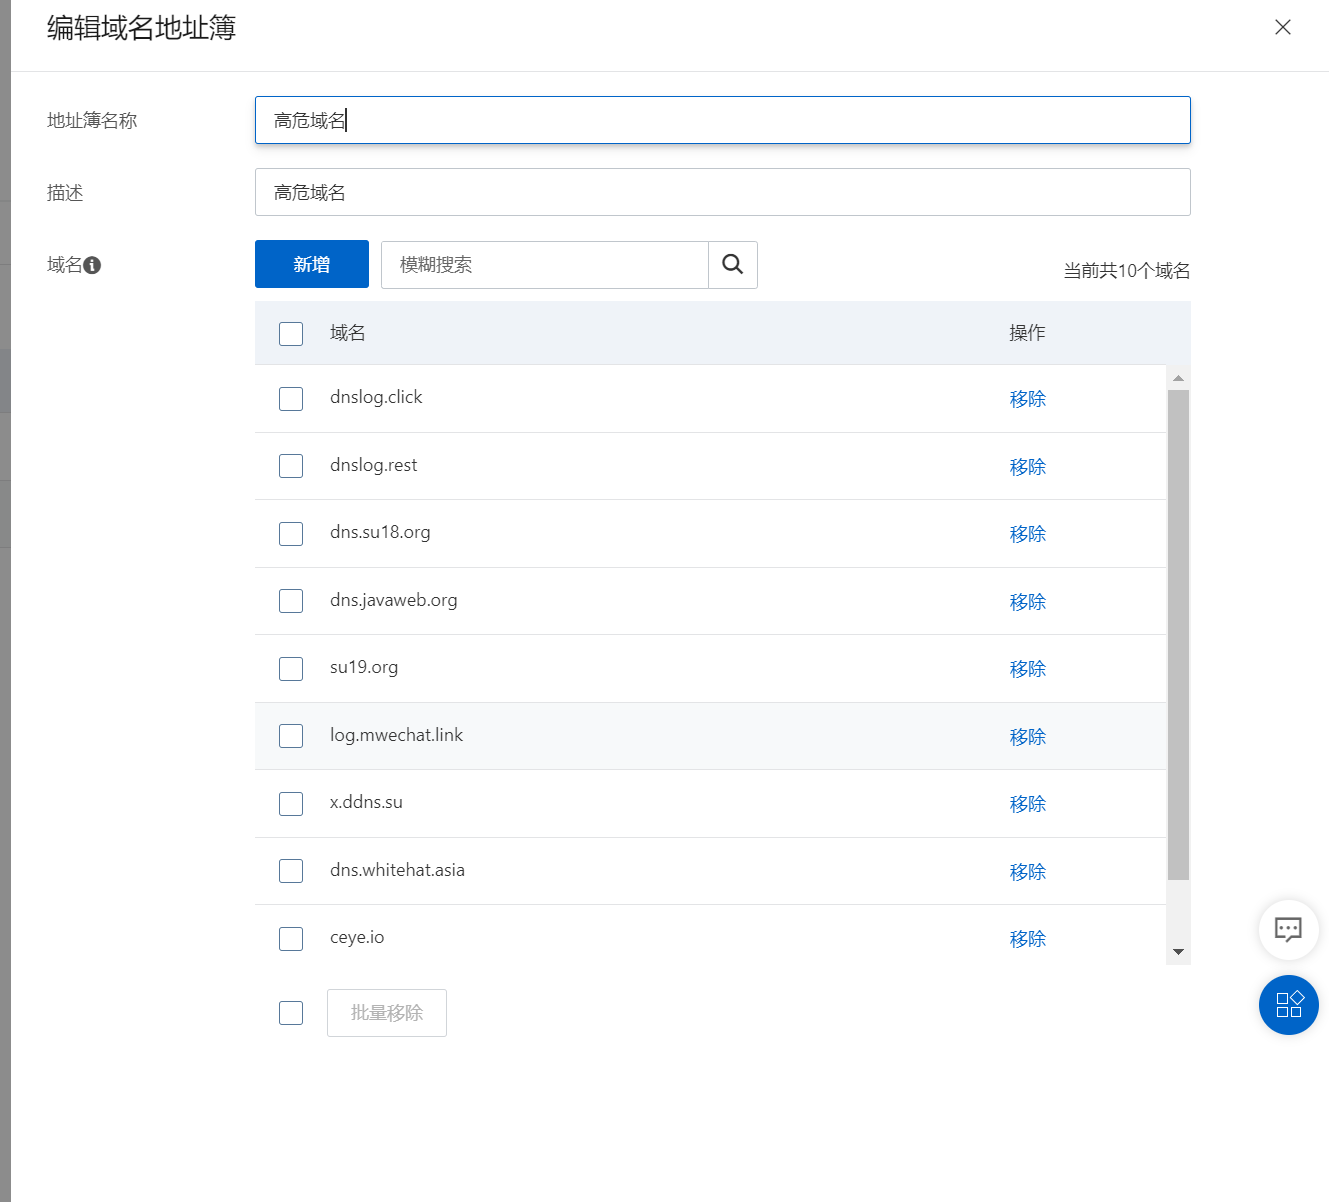 编辑域名地址簿
地址簿名称
高危域名
描述
高危域名
域名
新增
模糊搜索
当前共10个域名
域名 操作
dnslog.click 移除
dnslog.rest 移除
dns.su18.org 移除
dns.javaweb.org 移除
su19.org 移除
log.mwechat.link 移除
x.ddns.su 移除
dns.whitehat.asia 移除
ceye.io 移除
批量移除